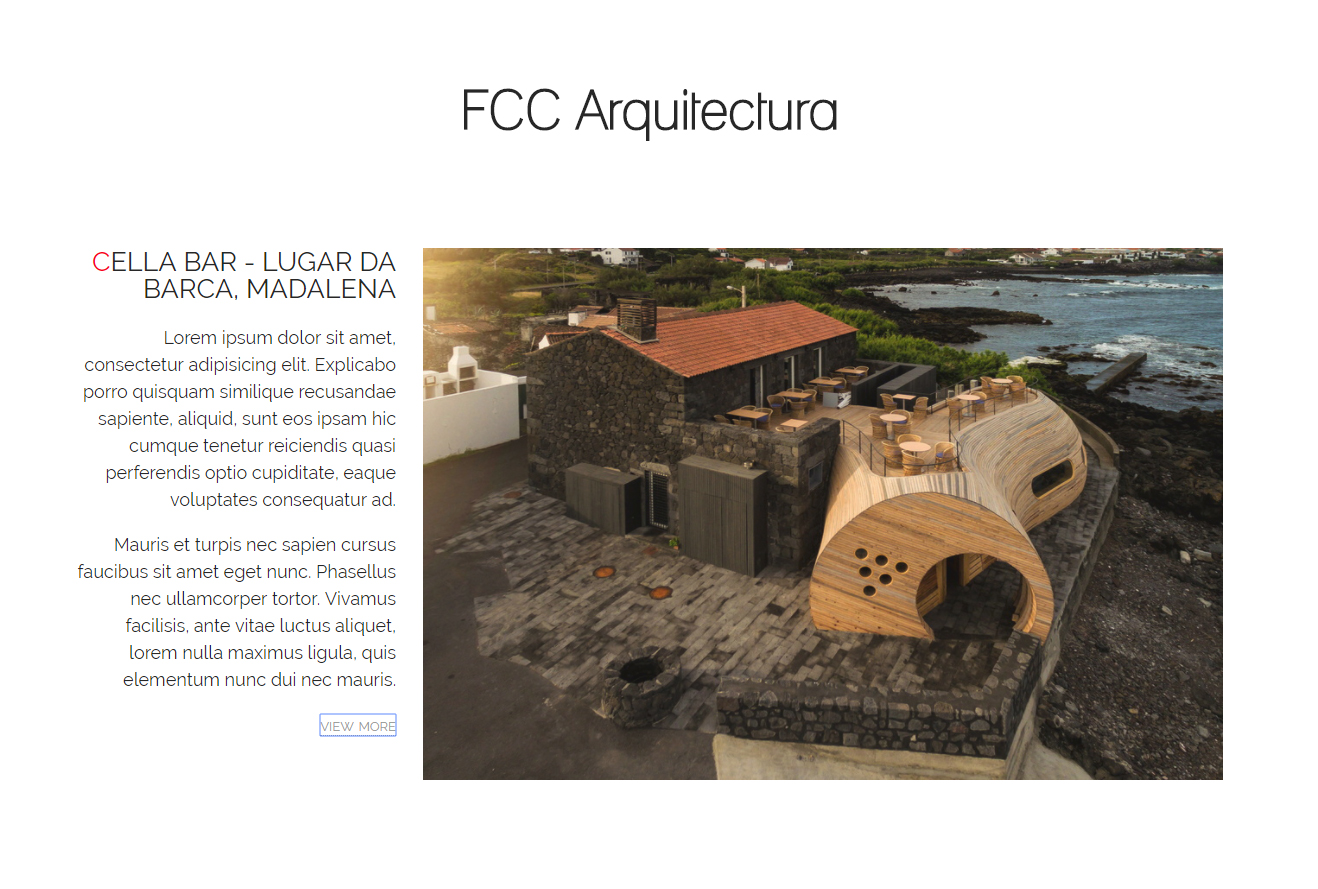 FCC Arquitectura
CELLA BAR - LUGAR DA
BARCA, MADALENA
Lorem ipsum dolor sit amet,
consectetur adipisicing elit. Explicabo
porro quisquam similique recusandae
sapiente, aliquid, sunt eos ipsam hic
cumque tenetur reiciendis quasi
perferendis optio cupiditate, eaque
voluptates consequatur ad.
Mauris et turpis nec sapien cursus
faucibus sit amet eget nunc. Phasellus
nec ullamcorper tortor. Vivamus
facilisis, ante vitae luctus aliquet,
lorem nulla maximus ligula, quis
elementum nunc dui nec mauris.
VIEW MORE